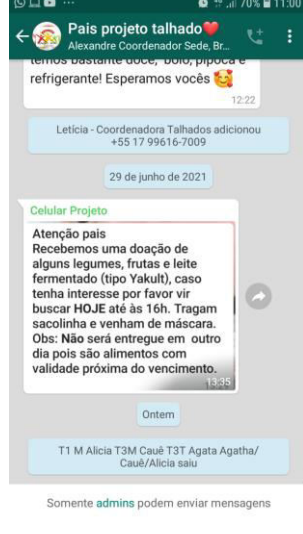 70% 11:00
Pais projeto talhado
Alexandre Coordenador Sede, Br...
temos bastante doce, bolo, pipoca e
refrigerante! Esperamos vocês
12:22
Letícia - Coordenadora Talhados adicionou
+55 17 99616-7009
29 de junho de 2021
Celular Projeto
Atenção pais
Recebemos uma doação de
alguns legumes, frutas e leite
fermentado (tipo Yakult), caso
tenha interesse por favor vir
buscar HOJE até às 16h. Tragam
sacolinha e venham de máscara.
Obs: Não será entregue em outro
dia pois são alimentos com
validade próxima do vencimento.
13:35
Ontem
T1 M Alicia T3M Cauê T3T Agata Agatha/
Cauê/Alicia saiu
Somente admins podem enviar mensagens